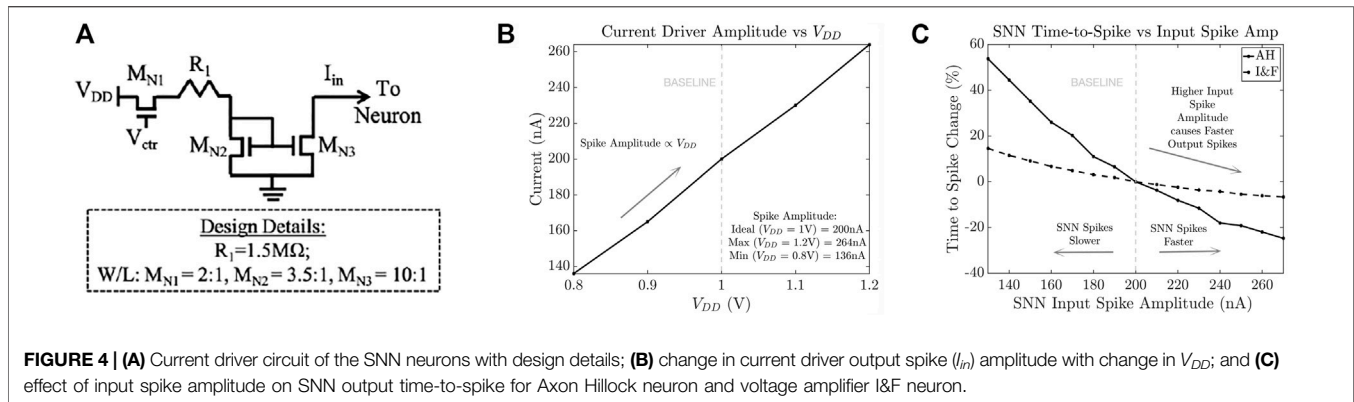 A
V_DD
M_N1
R_1
I_in
To
Neuron
V_ctr
M_N2
M_N3
Design Details:
R_1=1.5MΩ;
W/L: M_N1 = 2:1, M_N2 = 3.5:1, M_N3 = 10:1
B
Current Driver Amplitude vs V_DD
260
240
220
200
180
160
140
Current (nA)
BASELINE
Spike Amplitude ∝ V_DD
Spike Amplitude:
Ideal (V_DD = 1V) = 200nA
Max (V_DD = 1.2V) = 264nA
Min (V_DD = 0.8V) = 136nA
0.8 0.9 1 1.1 1.2
V_DD (V)
C
SNN Time-to-Spike vs Input Spike Amp
60
40
20
0
-20
-40
Time to Spike Change (%)
BASELINE
AH
I&F
Higher Input
Spike
Amplitude
causes Faster
Output Spikes
SNN Spikes
Slower
SNN Spikes
Faster
140 160 180 200 220 240 260
SNN Input Spike Amplitude (nA)
FIGURE 4 | (A) Current driver circuit of the SNN neurons with design details; (B) change in current driver output spike (I_in) amplitude with change in V_DD; and (C)
effect of input spike amplitude on SNN output time-to-spike for Axon Hillock neuron and voltage amplifier I&F neuron.